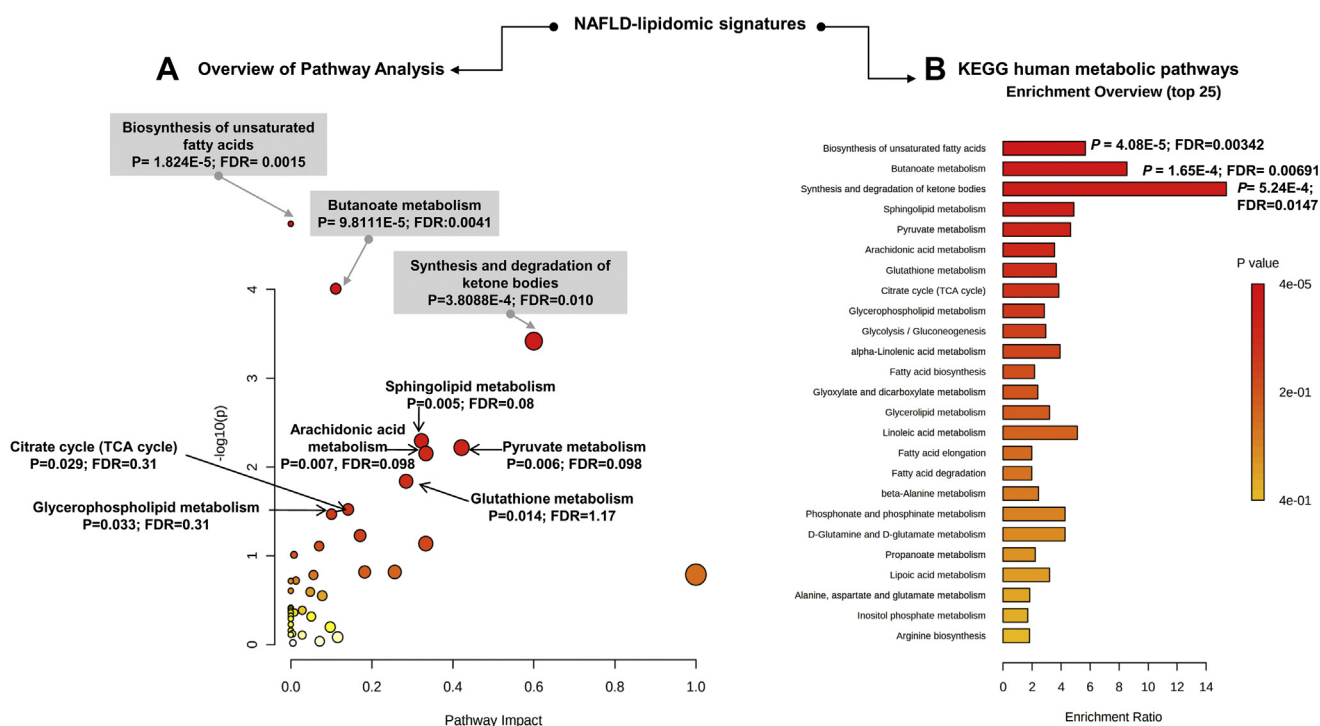 NAFLD-lipidomic signatures
A Overview of Pathway Analysis
Biosynthesis of unsaturated
fatty acids
P= 1.824E-5; FDR= 0.0015
Butanoate metabolism
P= 9.8111E-5; FDR:0.0041
Synthesis and degradation of
ketone bodies
P=3.8088E-4; FDR=0.010
Sphingolipid metabolism
P=0.005; FDR=0.08
Arachidonic acid
metabolism
P=0.007, FDR=0.098
Pyruvate metabolism
P=0.006; FDR=0.098
Citrate cycle (TCA cycle)
P=0.029; FDR=0.31
Glutathione metabolism
P=0.014; FDR=1.17
Glycerophospholipid metabolism
P=0.033; FDR=0.31
-log10(p)
4
3
2
1
0
0.0 0.2 0.4 0.6 0.8 1.0
Pathway Impact
B KEGG human metabolic pathways
Enrichment Overview (top 25)
Biosynthesis of unsaturated fatty acids P = 4.08E-5; FDR=0.00342
Butanoate metabolism P = 1.65E-4; FDR= 0.00691
Synthesis and degradation of ketone bodies P= 5.24E-4;
FDR=0.0147
Sphingolipid metabolism
Pyruvate metabolism
Arachidonic acid metabolism
Glutathione metabolism
Citrate cycle (TCA cycle)
Glycerophospholipid metabolism
Glycolysis / Gluconeogenesis
alpha-Linolenic acid metabolism
Fatty acid biosynthesis
Glyoxylate and dicarboxylate metabolism
Glycerolipid metabolism
Linoleic acid metabolism
Fatty acid elongation
Fatty acid degradation
beta-Alanine metabolism
Phosphonate and phosphinate metabolism
D-Glutamine and D-glutamate metabolism
Propanoate metabolism
Lipoic acid metabolism
Alanine, aspartate and glutamate metabolism
Inositol phosphate metabolism
Arginine biosynthesis
0 2 4 6 8 10 12 14
Enrichment Ratio
P value
4e-05
2e-01
4e-01